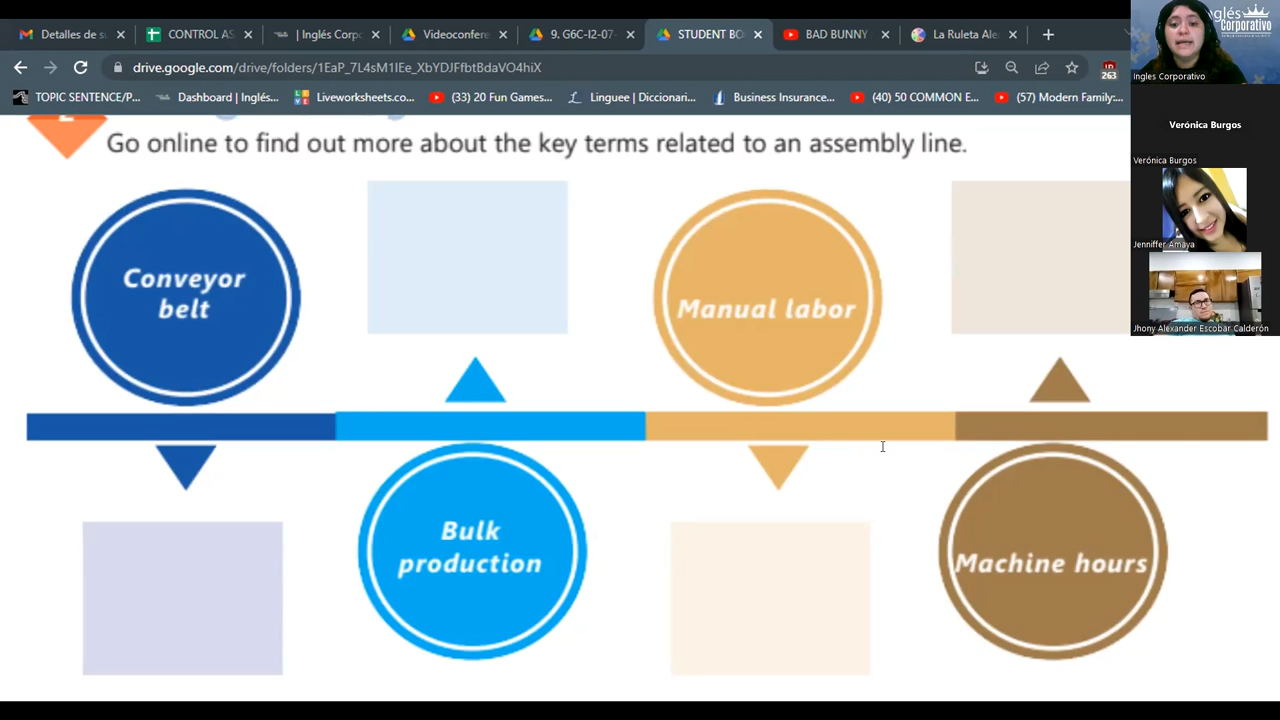 Detalles de su
CONTROL AS
| Inglés Corpo
Videoconfere
9. G6C-I2-07-
STUDENT BO
BAD BUNNY
La Ruleta Ale
drive.google.com/drive/folders/1EaP_7L4sM1IEe_XbYDJFfbtBdaVO4hiX
263
TOPIC SENTENCE/P...
Dashboard | Inglés...
Liveworksheets.co...
(33) 20 Fun Games...
Linguee | Diccionari...
Business Insurance...
(40) 50 COMMON E...
(57) Modern Family:...
Inglés
Corporativo
Ingles Corporativo
Verónica Burgos
Verónica Burgos
Jenniffer Amaya
Jhony Alexander Escobar Calderón
Go online to find out more about the key terms related to an assembly line.
Conveyor
belt
Manual labor
Bulk
production
Machine hours